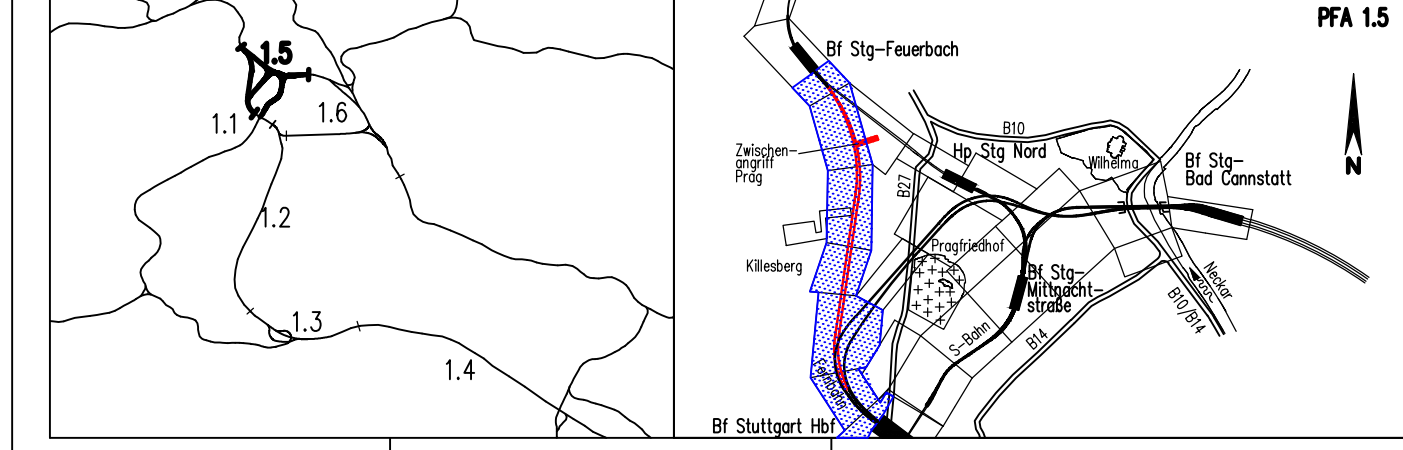 1.5
1.6
1.1
1.2
1.3
1.4
PFA 1.5
Bf Stg-Feuerbach
B10
Zwischen-
angriff
Prag
Hp Stg Nord
Wilhelma
Bf Stg-
Bad Cannstatt
B27
N
Pragfriedhof
Killesberg
Bf Stg-
Mittnacht-
straße
Neckar
B10/B14
S-Bahn
B14
Fernbahn
Bf Stuttgart Hbf